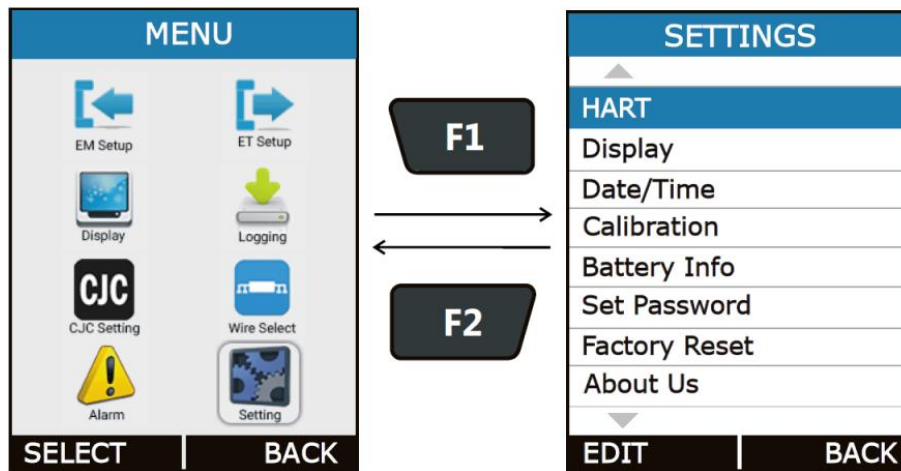 MENU
EM Setup
ET Setup
Display
Logging
CJC
CJC Setting
Wire Select
Alarm
Setting
SELECT
BACK
F1
F2
SETTINGS
HART
Display
Date/Time
Calibration
Battery Info
Set Password
Factory Reset
About Us
EDIT
BACK